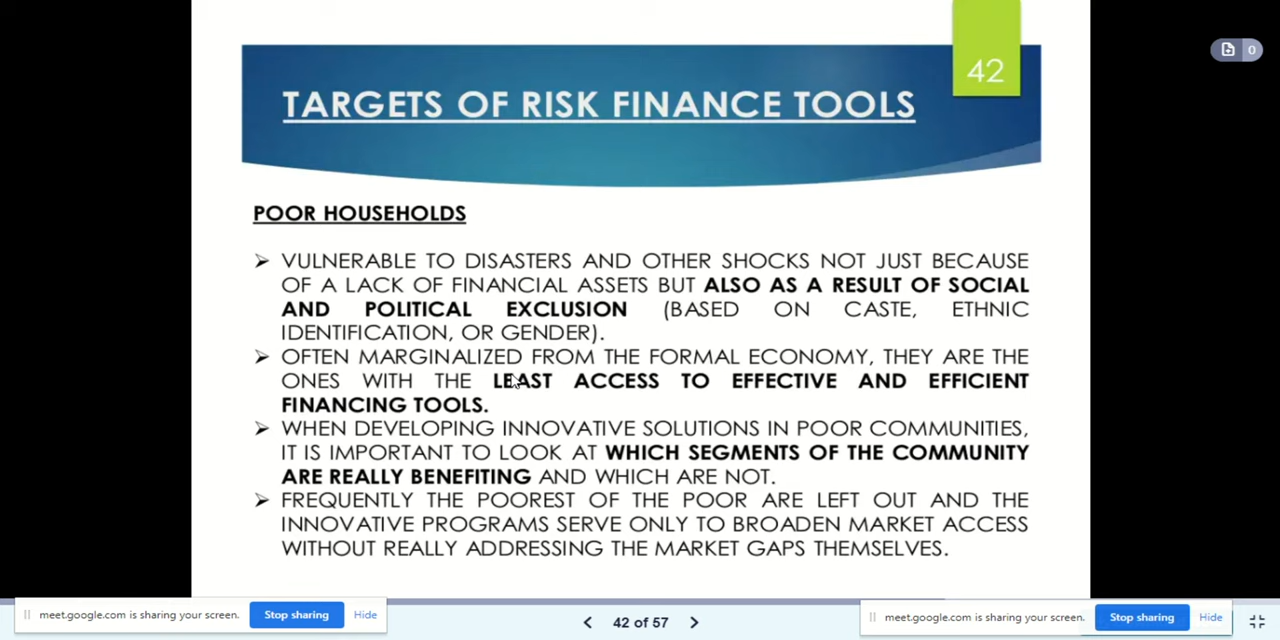 42
0
TARGETS OF RISK FINANCE TOOLS
POOR HOUSEHOLDS
➢ VULNERABLE TO DISASTERS AND OTHER SHOCKS NOT JUST BECAUSE
OF A LACK OF FINANCIAL ASSETS BUT ALSO AS A RESULT OF SOCIAL
AND POLITICAL EXCLUSION (BASED ON CASTE, ETHNIC
IDENTIFICATION, OR GENDER).
➢ OFTEN MARGINALIZED FROM THE FORMAL ECONOMY, THEY ARE THE
ONES WITH THE LEAST ACCESS TO EFFECTIVE AND EFFICIENT
FINANCING TOOLS.
➢ WHEN DEVELOPING INNOVATIVE SOLUTIONS IN POOR COMMUNITIES,
IT IS IMPORTANT TO LOOK AT WHICH SEGMENTS OF THE COMMUNITY
ARE REALLY BENEFITING AND WHICH ARE NOT.
➢ FREQUENTLY THE POOREST OF THE POOR ARE LEFT OUT AND THE
INNOVATIVE PROGRAMS SERVE ONLY TO BROADEN MARKET ACCESS
WITHOUT REALLY ADDRESSING THE MARKET GAPS THEMSELVES.
meet.google.com is sharing your screen. Stop sharing Hide
42 of 57
meet.google.com is sharing your screen. Stop sharing Hide